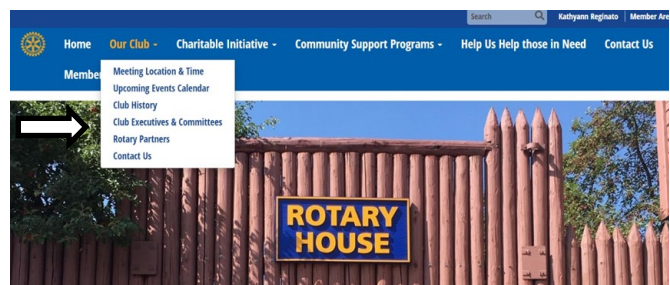 Search
Kathyann Reginato
Member Are
Home
Our Club
Charitable Initiative
Community Support Programs
Help Us Help those in Need
Contact Us
Membe
Meeting Location & Time
Upcoming Events Calendar
Club History
Club Executives & Committees
Rotary Partners
Contact Us
ROTARY
HOUSE